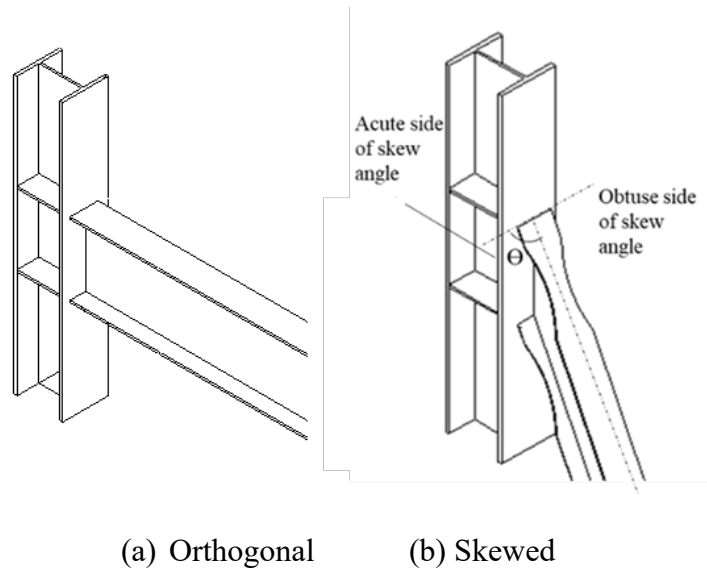 Acute side
of skew
angle
Obtuse side
of skew
angle
Θ
(a) Orthogonal
(b) Skewed